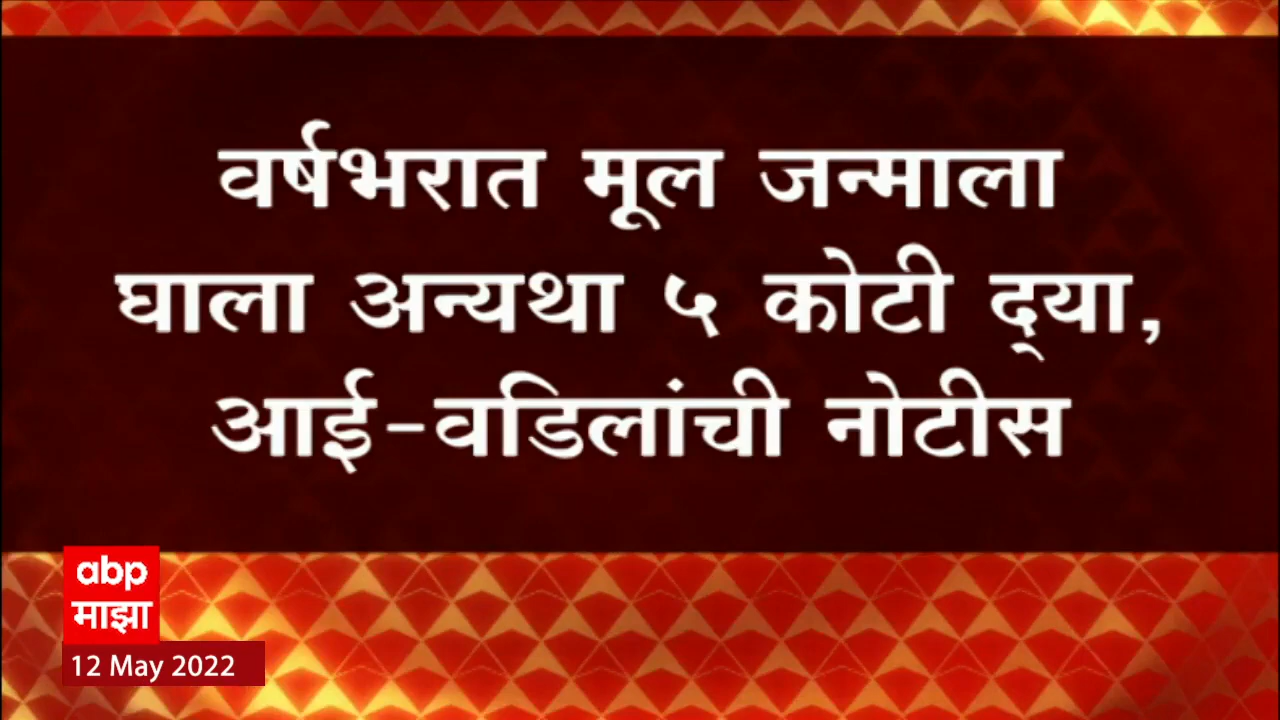 वर्षभरात मूल जन्माला
घाला अन्यथा ५ कोटी द्‌या,
आई-वडिलांची नोटीस
abp
माझा
12 May 2022